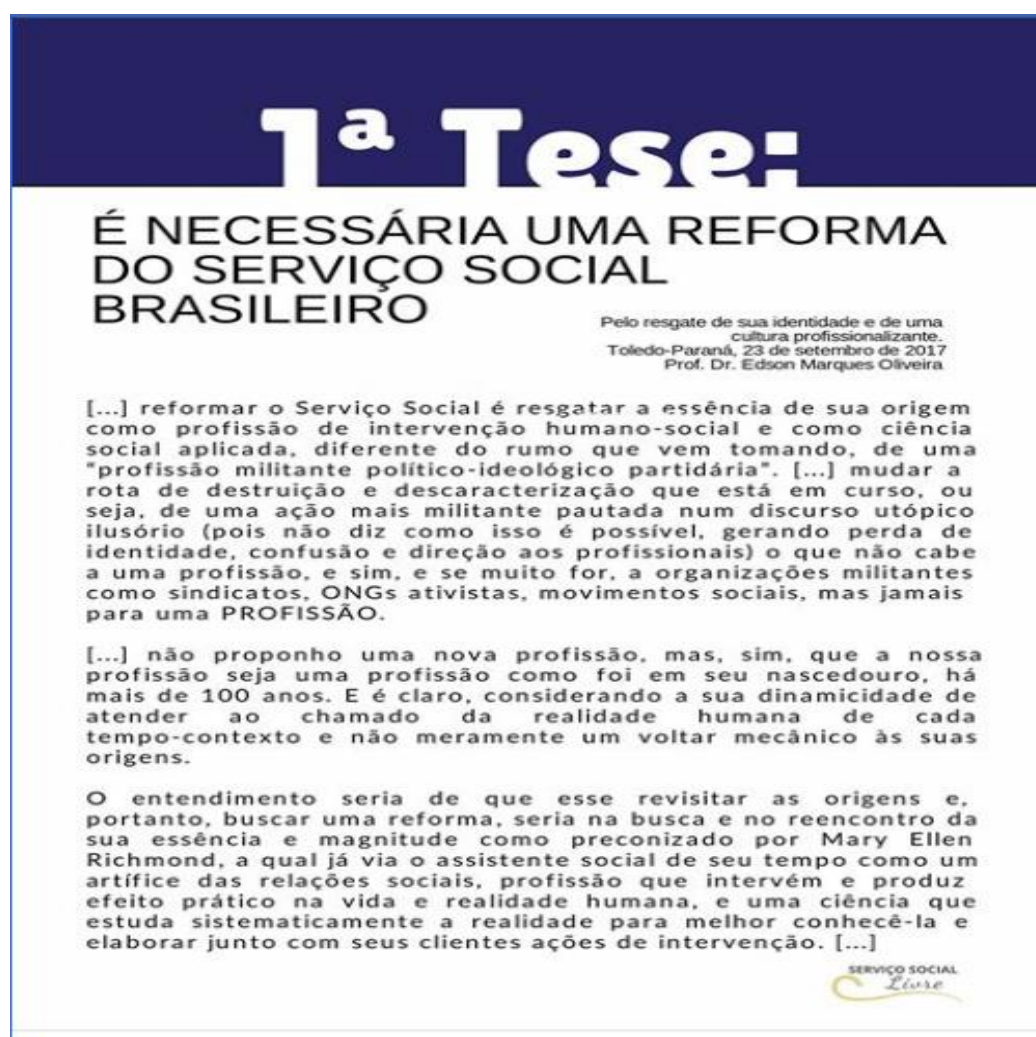 1ª Tese:
É NECESSÁRIA UMA REFORMA
DO SERVIÇO SOCIAL
BRASILEIRO
Pelo resgate de sua identidade e de uma
cultura profissionalizante.
Toledo-Paraná, 23 de setembro de 2017
Prof. Dr. Edson Marques Oliveira
[...] reformar o Serviço Social é resgatar a essência de sua origem
como profissão de intervenção humano-social e como ciência
social aplicada, diferente do rumo que vem tomando, de uma
"profissão militante político-ideológico partidária". [...] mudar a
rota de destruição e descaracterização que está em curso, ou
seja, de uma ação mais militante pautada num discurso utópico
ilusório (pois não diz como isso é possível, gerando perda de
identidade, confusão e direção aos profissionais) o que não cabe
a uma profissão, e sim, e se muito for, a organizações militantes
como sindicatos, ONGs ativistas, movimentos sociais, mas jamais
para uma PROFISSÃO.
[...] não proponho uma nova profissão, mas, sim, que a nossa
profissão seja uma profissão como foi em seu nascedouro, há
mais de 100 anos. E é claro, considerando a sua dinamicidade de
atender ao chamado da realidade humana de cada
tempo-contexto e não meramente um voltar mecânico às suas
origens.
O entendimento seria de que esse revisitar as origens e,
portanto, buscar uma reforma, seria na busca e no reencontro da
sua essência e magnitude como preconizado por Mary Ellen
Richmond, a qual já via o assistente social de seu tempo como um
artífice das relações sociais, profissão que intervém e produz
efeito prático na vida e realidade humana, e uma ciência que
estuda sistematicamente a realidade para melhor conhecê-la e
elaborar junto com seus clientes ações de intervenção. [...]
SERVIÇO SOCIAL
Livre